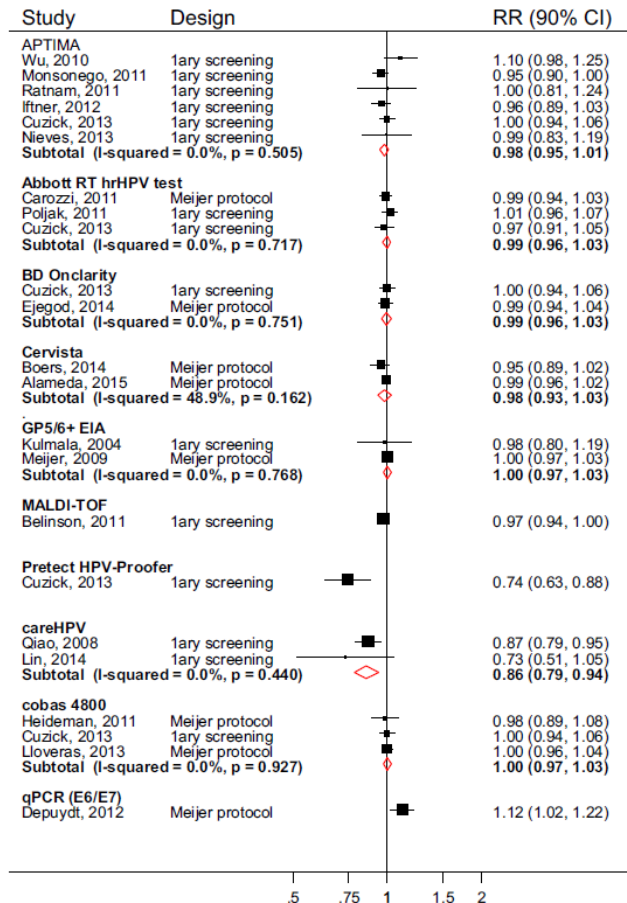 Study Design RR (90% CI)
APTIMA
Wu, 2010 1ary screening 1.10 (0.98, 1.25)
Monsonego, 2011 1ary screening 0.95 (0.90, 1.00)
Ratnam, 2011 1ary screening 1.00 (0.81, 1.24)
Iftner, 2012 1ary screening 0.96 (0.89, 1.03)
Cuzick, 2013 1ary screening 1.00 (0.94, 1.06)
Nieves, 2013 1ary screening 0.99 (0.83, 1.19)
Subtotal (I-squared = 0.0%, p = 0.505) 0.98 (0.95, 1.01)
Abbott RT hrHPV test
Carozzi, 2011 Meijer protocol 0.99 (0.94, 1.03)
Poljak, 2011 1ary screening 1.01 (0.96, 1.07)
Cuzick, 2013 1ary screening 0.97 (0.91, 1.05)
Subtotal (I-squared = 0.0%, p = 0.717) 0.99 (0.96, 1.03)
BD Onclarity
Cuzick, 2013 1ary screening 1.00 (0.94, 1.06)
Ejegod, 2014 Meijer protocol 0.99 (0.94, 1.04)
Subtotal (I-squared = 0.0%, p = 0.751) 0.99 (0.96, 1.03)
Cervista
Boers, 2014 Meijer protocol 0.95 (0.89, 1.02)
Alameda, 2015 Meijer protocol 0.99 (0.96, 1.02)
Subtotal (I-squared = 48.9%, p = 0.162) 0.98 (0.93, 1.03)
.
GP5/6+ EIA
Kulmala, 2004 1ary screening 0.98 (0.80, 1.19)
Meijer, 2009 Meijer protocol 1.00 (0.97, 1.03)
Subtotal (I-squared = 0.0%, p = 0.768) 1.00 (0.97, 1.03)
MALDI-TOF
Belinson, 2011 1ary screening 0.97 (0.94, 1.00)
Pretect HPV-Proofer
Cuzick, 2013 1ary screening 0.74 (0.63, 0.88)
careHPV
Qiao, 2008 1ary screening 0.87 (0.79, 0.95)
Lin, 2014 1ary screening 0.73 (0.51, 1.05)
Subtotal (I-squared = 0.0%, p = 0.440) 0.86 (0.79, 0.94)
cobas 4800
Heideman, 2011 Meijer protocol 0.98 (0.89, 1.08)
Cuzick, 2013 1ary screening 1.00 (0.94, 1.06)
Lloveras, 2013 Meijer protocol 1.00 (0.96, 1.04)
Subtotal (I-squared = 0.0%, p = 0.927) 1.00 (0.97, 1.03)
qPCR (E6/E7)
Depuydt, 2012 Meijer protocol 1.12 (1.02, 1.22)
.5 .75 1 1.5 2